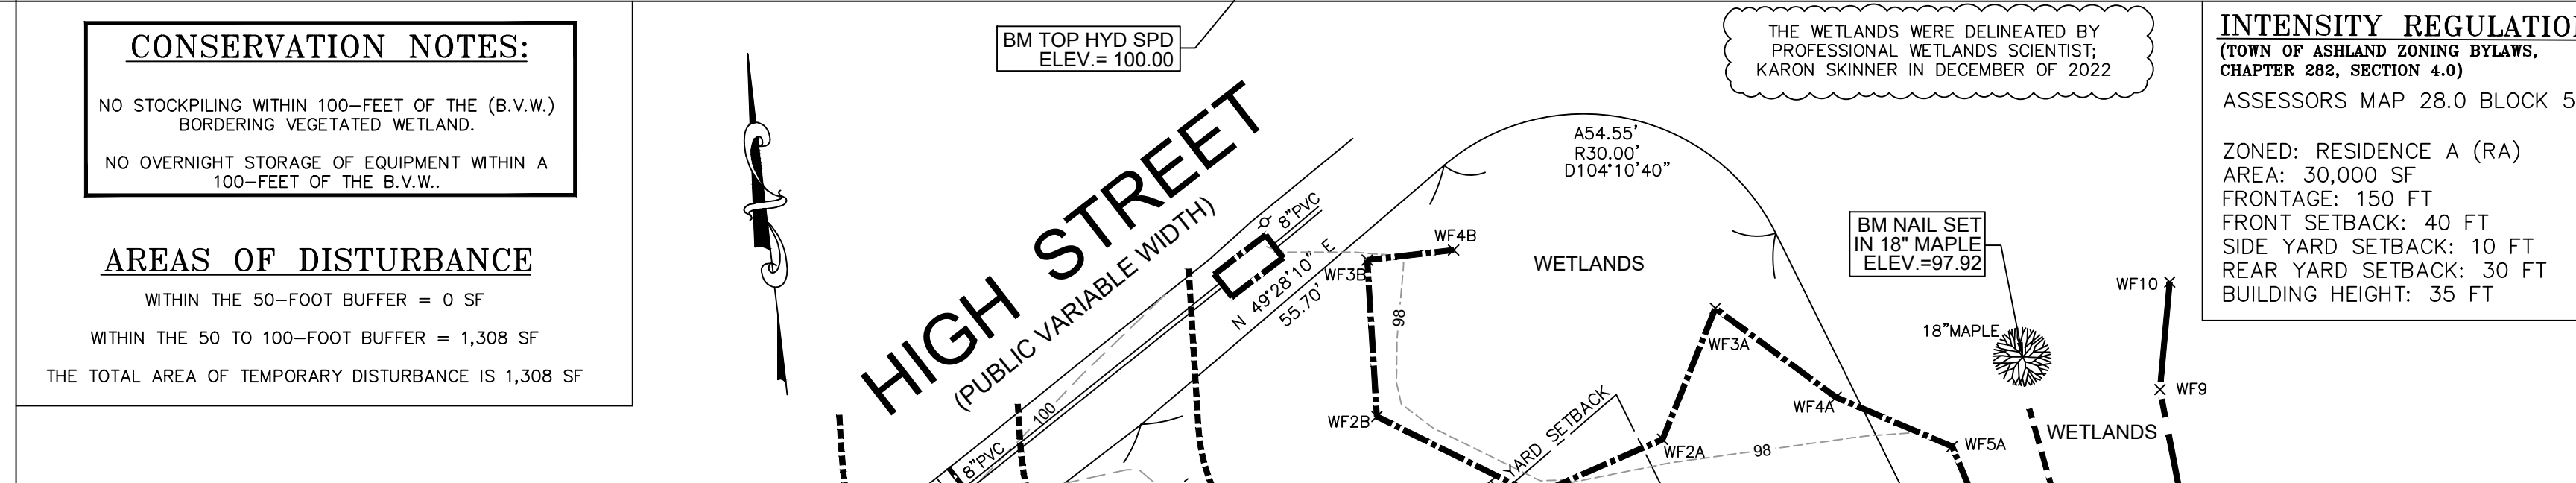 CONSERVATION NOTES:
NO STOCKPILING WITHIN 100-FEET OF THE (B.V.W.)
BORDERING VEGETATED WETLAND.
NO OVERNIGHT STORAGE OF EQUIPMENT WITHIN A
100-FEET OF THE B.V.W..
AREAS OF DISTURBANCE
WITHIN THE 50-FOOT BUFFER = 0 SF
WITHIN THE 50 TO 100-FOOT BUFFER = 1,308 SF
THE TOTAL AREA OF TEMPORARY DISTURBANCE IS 1,308 SF
BM TOP HYD SPD
ELEV.= 100.00
HIGH STREET
(PUBLIC VARIABLE WIDTH)
8"PVC
100
8"PVC
N 49°28'10" E
55.70'
A54.55'
R30.00'
D104°10'40"
WF4B
WF3B
98
WF2B
WETLANDS
YARD SETBACK
WF3A
WF4A
WF2A
98
WF5A
THE WETLANDS WERE DELINEATED BY
PROFESSIONAL WETLANDS SCIENTIST;
KARON SKINNER IN DECEMBER OF 2022
BM NAIL SET
IN 18" MAPLE
ELEV.=97.92
18"MAPLE
WF10
WF9
WETLANDS
INTENSITY REGULATIO
(TOWN OF ASHLAND ZONING BYLAWS,
CHAPTER 282, SECTION 4.0)
ASSESSORS MAP 28.0 BLOCK 5
ZONED: RESIDENCE A (RA)
AREA: 30,000 SF
FRONTAGE: 150 FT
FRONT SETBACK: 40 FT
SIDE YARD SETBACK: 10 FT
REAR YARD SETBACK: 30 FT
BUILDING HEIGHT: 35 FT